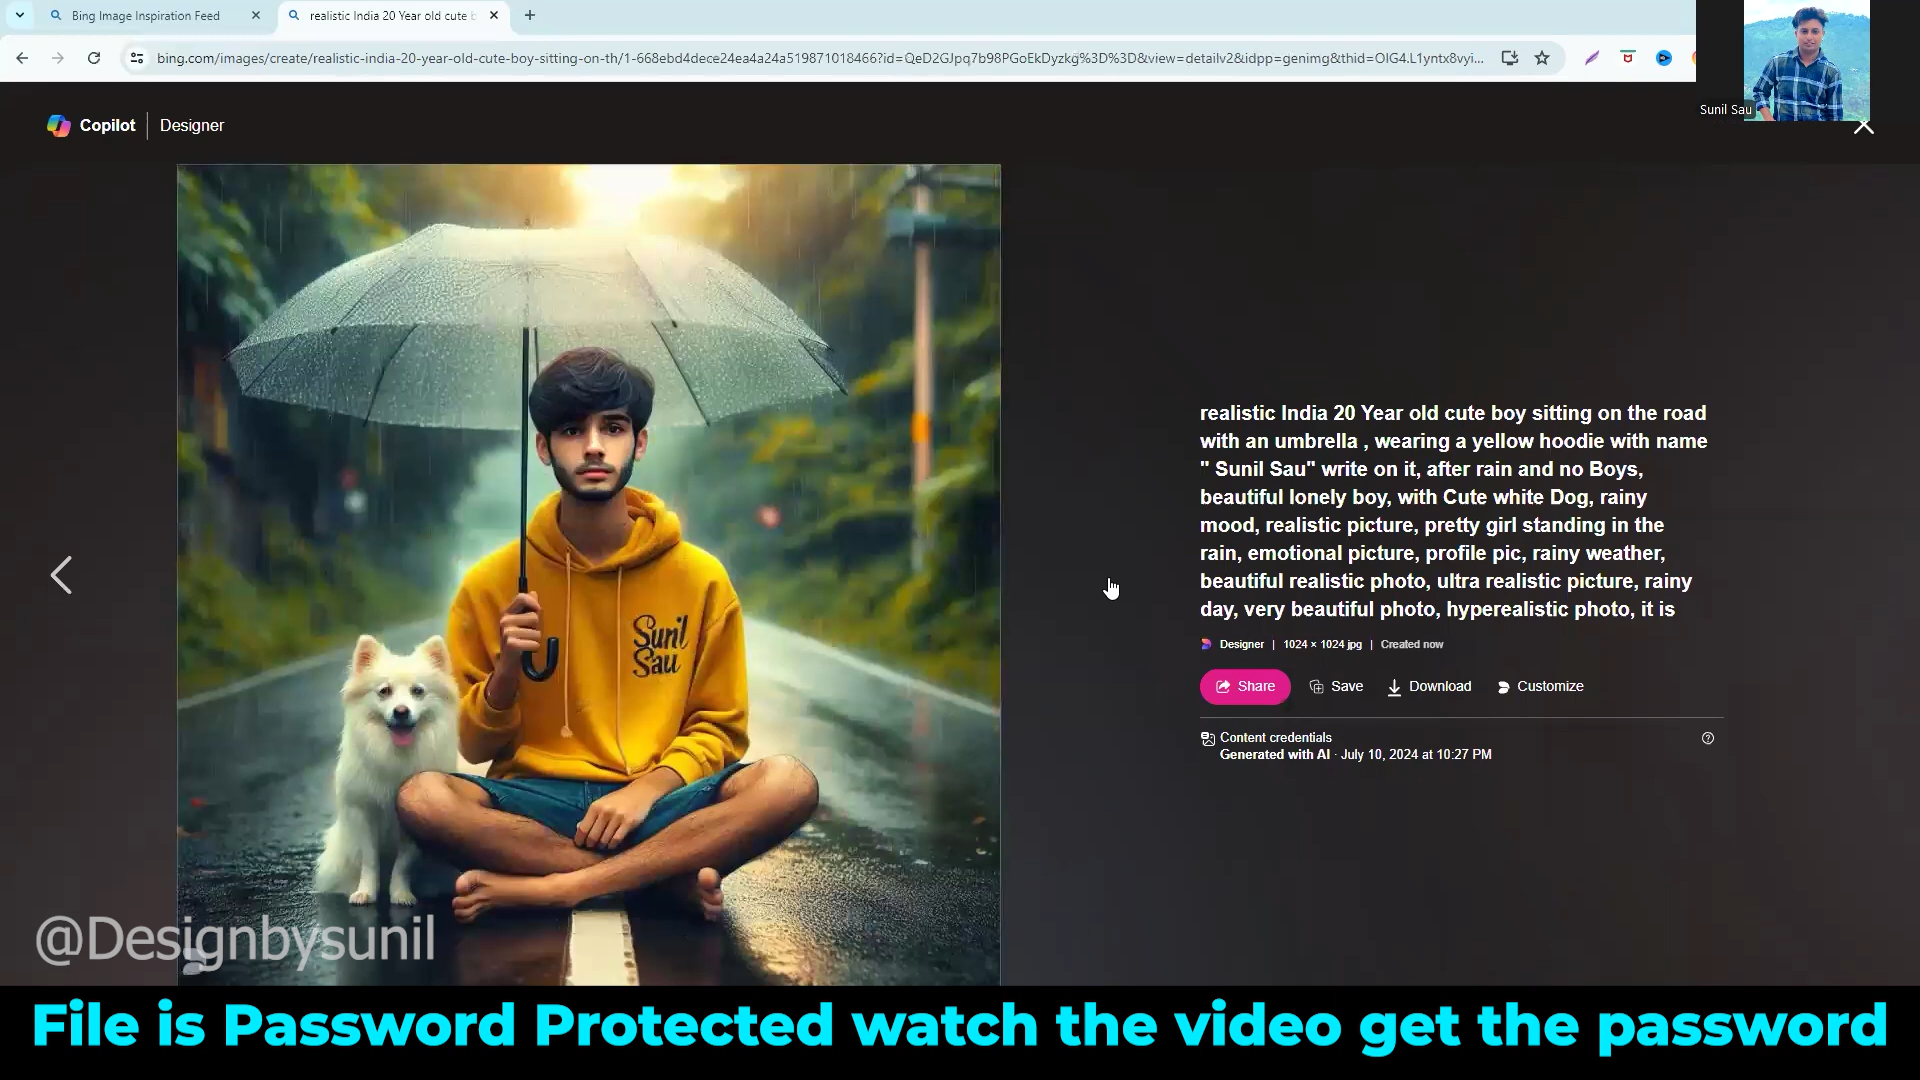 Bing Image Inspiration Feed
realistic India 20 Year old cute b
bing.com/images/create/realistic-india-20-year-old-cute-boy-sitting-on-th/1-668ebd4dece24ea4a24a519871018466?id=QeD2GJpq7b98PGoEkDyzkg%3D%3D&view=detailv2&idpp=genimg&thid=OIG4.L1yntx8vyi...
Sunil Sau
Copilot
Designer
realistic India 20 Year old cute boy sitting on the road
with an umbrella , wearing a yellow hoodie with name
" Sunil Sau" write on it, after rain and no Boys,
beautiful lonely boy, with Cute white Dog, rainy
mood, realistic picture, pretty girl standing in the
rain, emotional picture, profile pic, rainy weather,
beautiful realistic photo, ultra realistic picture, rainy
day, very beautiful photo, hyperealistic photo, it is
Designer | 1024 × 1024 jpg | Created now
Share Save Download Customize
Content credentials
Generated with AI · July 10, 2024 at 10:27 PM
Sunil
Sau
@Designbysunil
File is Password Protected watch the video get the password